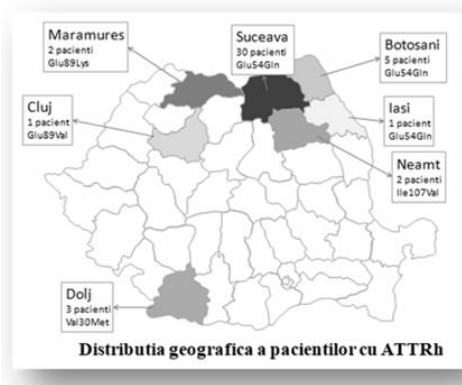 Maramures
2 pacienti
Glu89Lys
Suceava
30 pacienti
Glu54Gln
Botosani
5 pacienti
Glu54Gln
Cluj
1 pacient
Glu89Val
Iasi
1 pacient
Glu54Gln
Neamt
2 pacienti
Ile107Val
Dolj
3 pacienti
Val30Met
Distributia geografica a pacientilor cu ATTRh